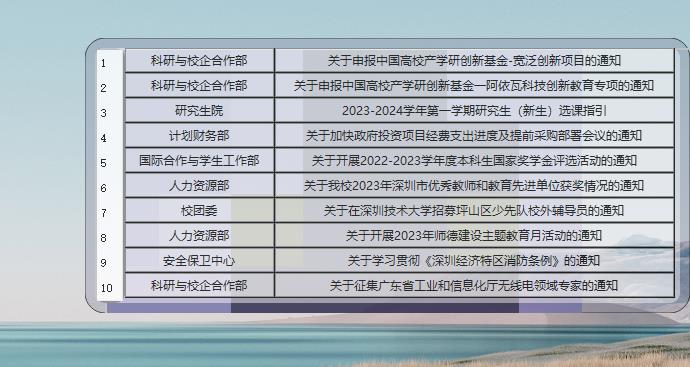 1 科研与校企合作部 关于申报中国高校产学研创新基金-宽泛创新项目的通知
2 科研与校企合作部 关于申报中国高校产学研创新基金—阿依瓦科技创新教育专项的通知
3 研究生院 2023-2024学年第一学期研究生（新生）选课指引
4 计划财务部 关于加快政府投资项目经费支出进度及提前采购部署会议的通知
5 国际合作与学生工作部 关于开展2022-2023学年度本科生国家奖学金评选活动的通知
6 人力资源部 关于我校2023年深圳市优秀教师和教育先进单位获奖情况的通知
7 校团委 关于在深圳技术大学招募坪山区少先队校外辅导员的通知
8 人力资源部 关于开展2023年师德建设主题教育月活动的通知
9 安全保卫中心 关于学习贯彻《深圳经济特区消防条例》的通知
10 科研与校企合作部 关于征集广东省工业和信息化厅无线电领域专家的通知